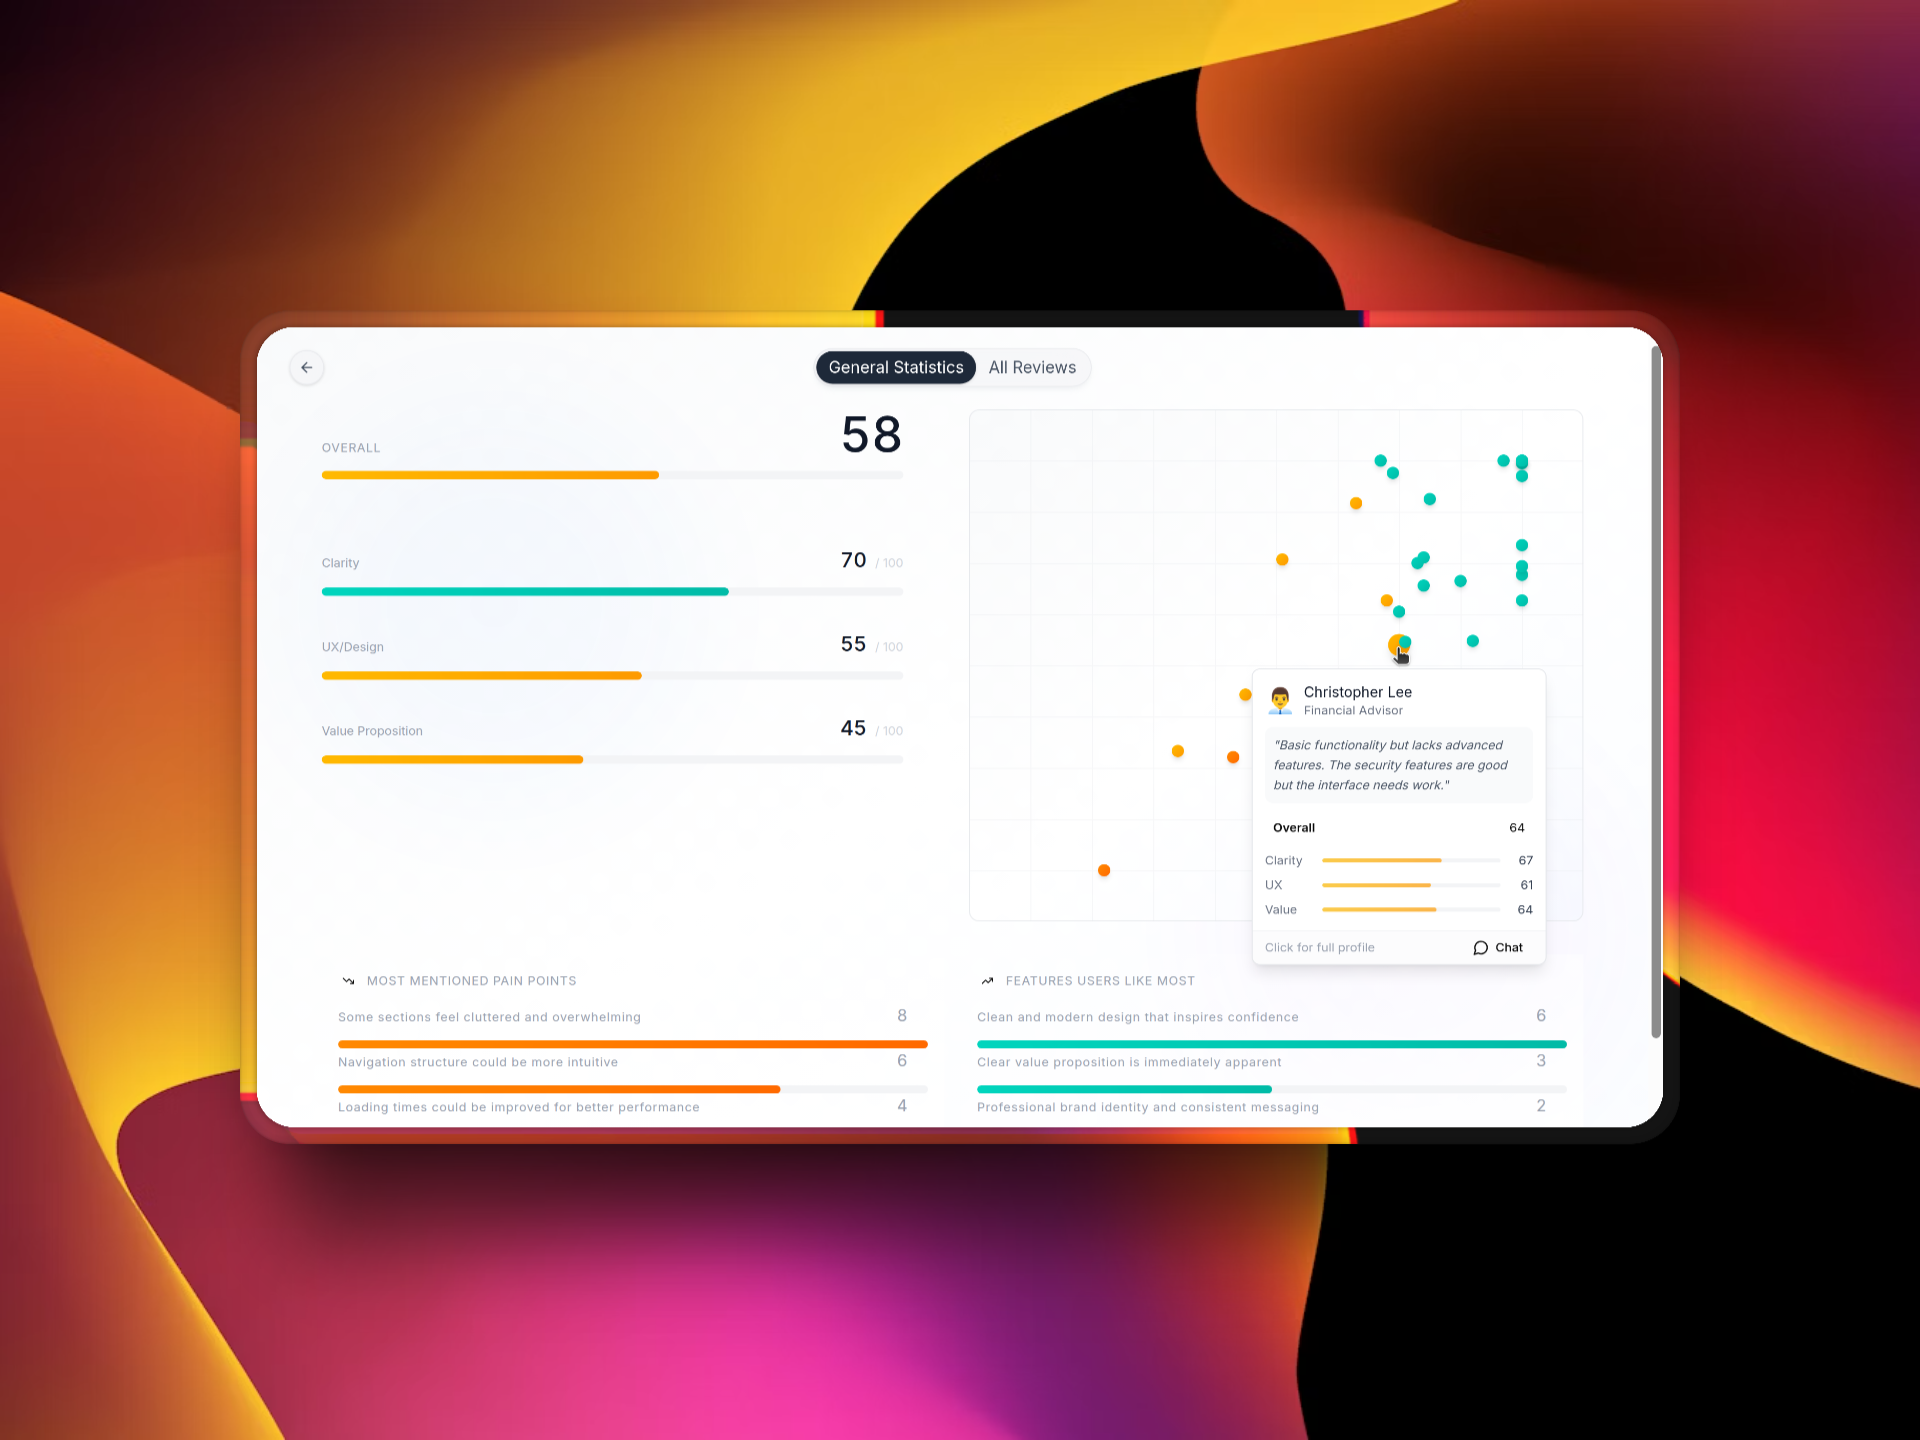 General Statistics
All Reviews
OVERALL
58
Clarity
70 / 100
UX/Design
55 / 100
Value Proposition
45 / 100
Christopher Lee
Financial Advisor
"Basic functionality but lacks advanced
features. The security features are good
but the interface needs work."
Overall 64
Clarity 67
UX 61
Value 64
Click for full profile
Chat
MOST MENTIONED PAIN POINTS
Some sections feel cluttered and overwhelming 8
Navigation structure could be more intuitive 6
Loading times could be improved for better performance 4
FEATURES USERS LIKE MOST
Clean and modern design that inspires confidence 6
Clear value proposition is immediately apparent 3
Professional brand identity and consistent messaging 2